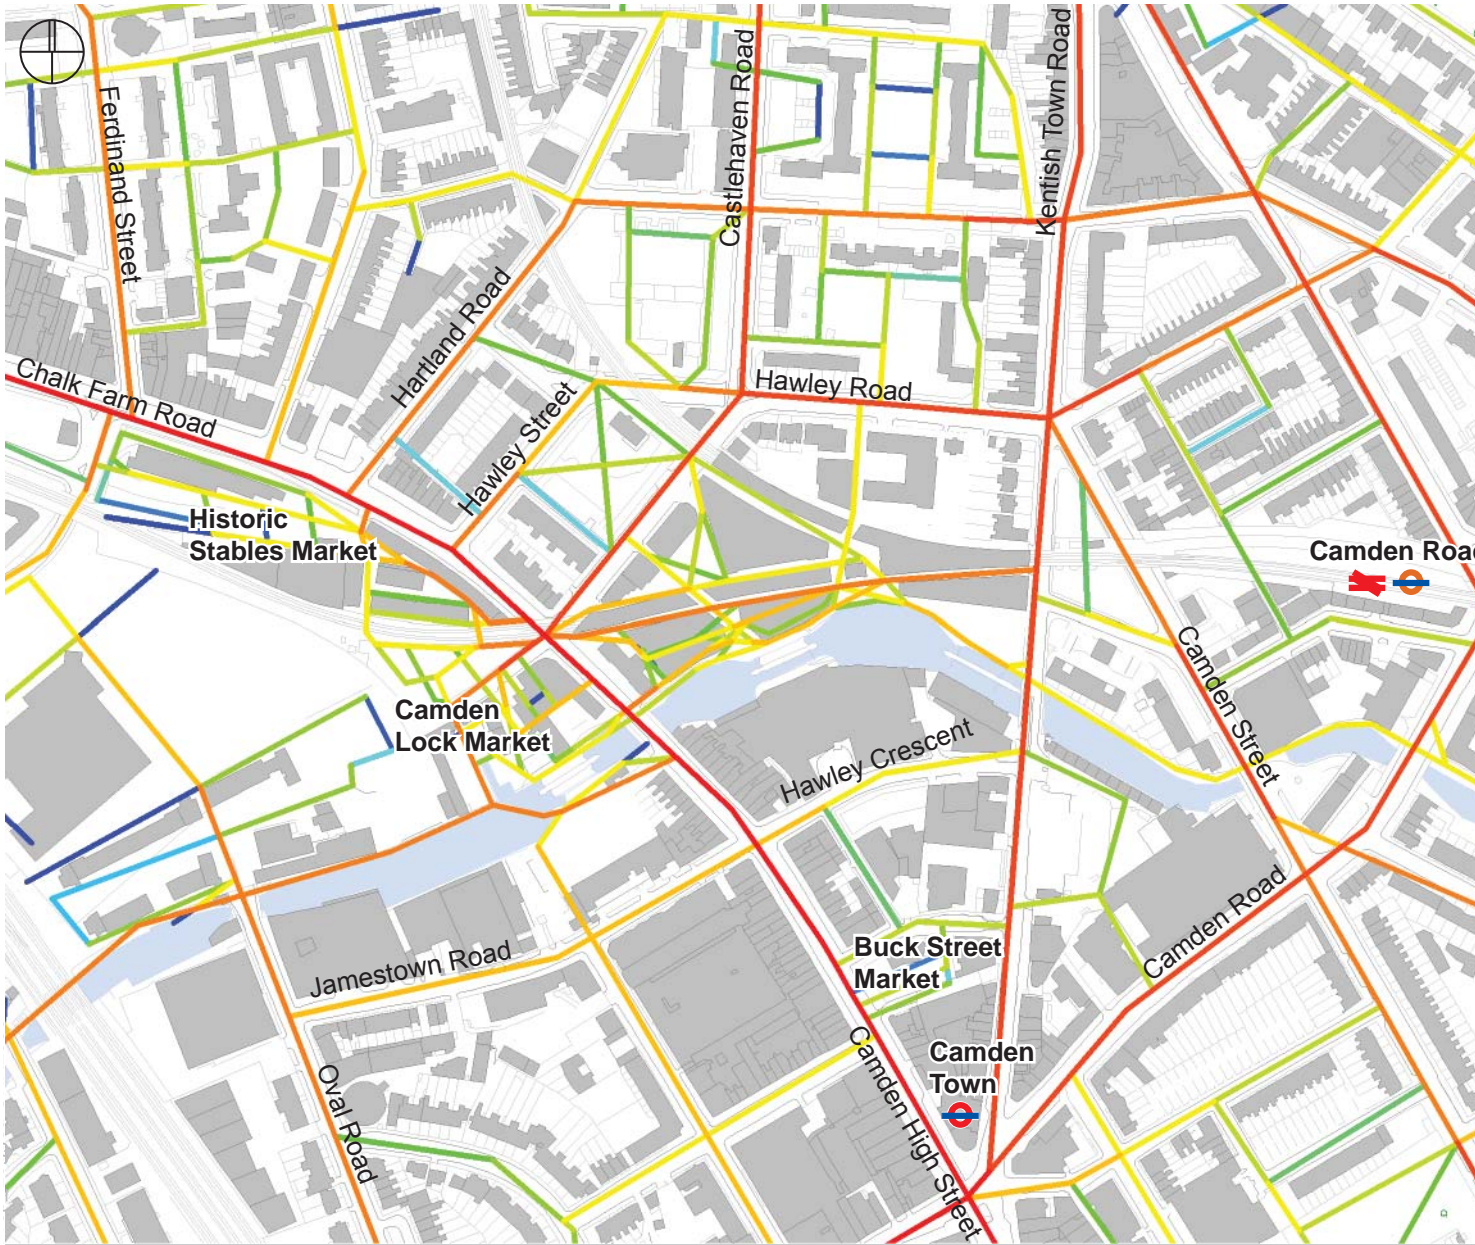 Castlehaven Road
Kentish Town Road
Ferdinand Street
Hartland Road
Chalk Farm Road
Hawley Road
Hawley Street
Historic
Stables Market
Camden Roa
Camden Street
Camden
Lock Market
Hawley Crescent
Camden Road
Jamestown Road
Buck Street
Market
Camden High Street
Camden
Town
Oval Road